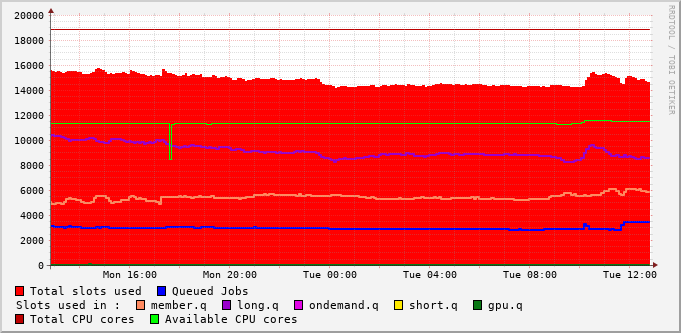 20000
18000
16000
14000
12000
10000
8000
6000
4000
2000
0
Mon 16:00 Mon 20:00 Tue 00:00 Tue 04:00 Tue 08:00 Tue 12:00
RRDTOOL / TOBI OETIKER
Total slots used Queued Jobs
Slots used in : member.q long.q ondemand.q short.q gpu.q
Total CPU cores Available CPU cores